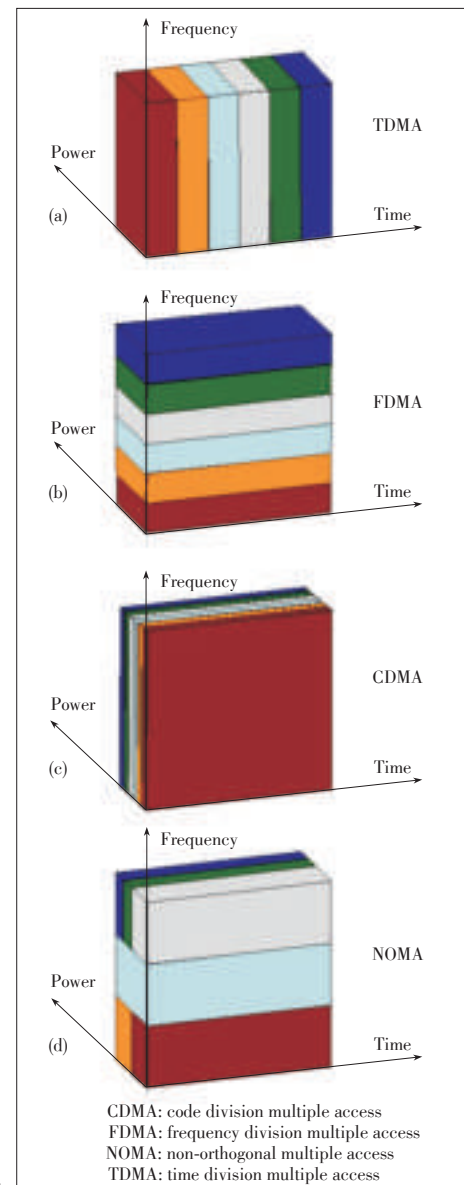 Frequency
TDMA
Power
(a)
Time
Frequency
FDMA
Power
(b)
Time
Frequency
CDMA
Power
(c)
Time
Frequency
NOMA
Power
(d)
Time
CDMA: code division multiple access
FDMA: frequency division multiple access
NOMA: non-orthogonal multiple access
TDMA: time division multiple access